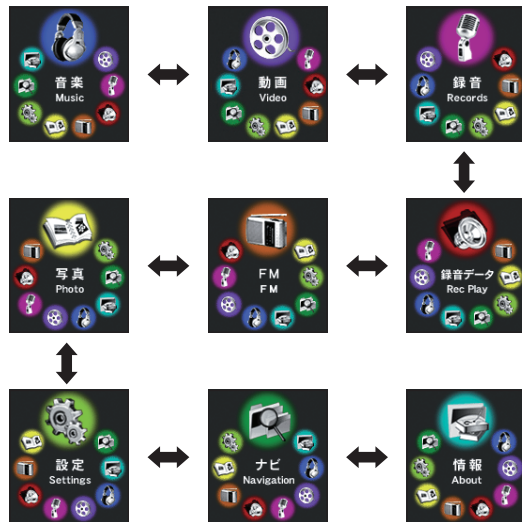 音楽
Music
動画
Video
録音
Records
写真
Photo
FM
FM
録音データ
Rec Play
設定
Settings
ナビ
Navigation
情報
About